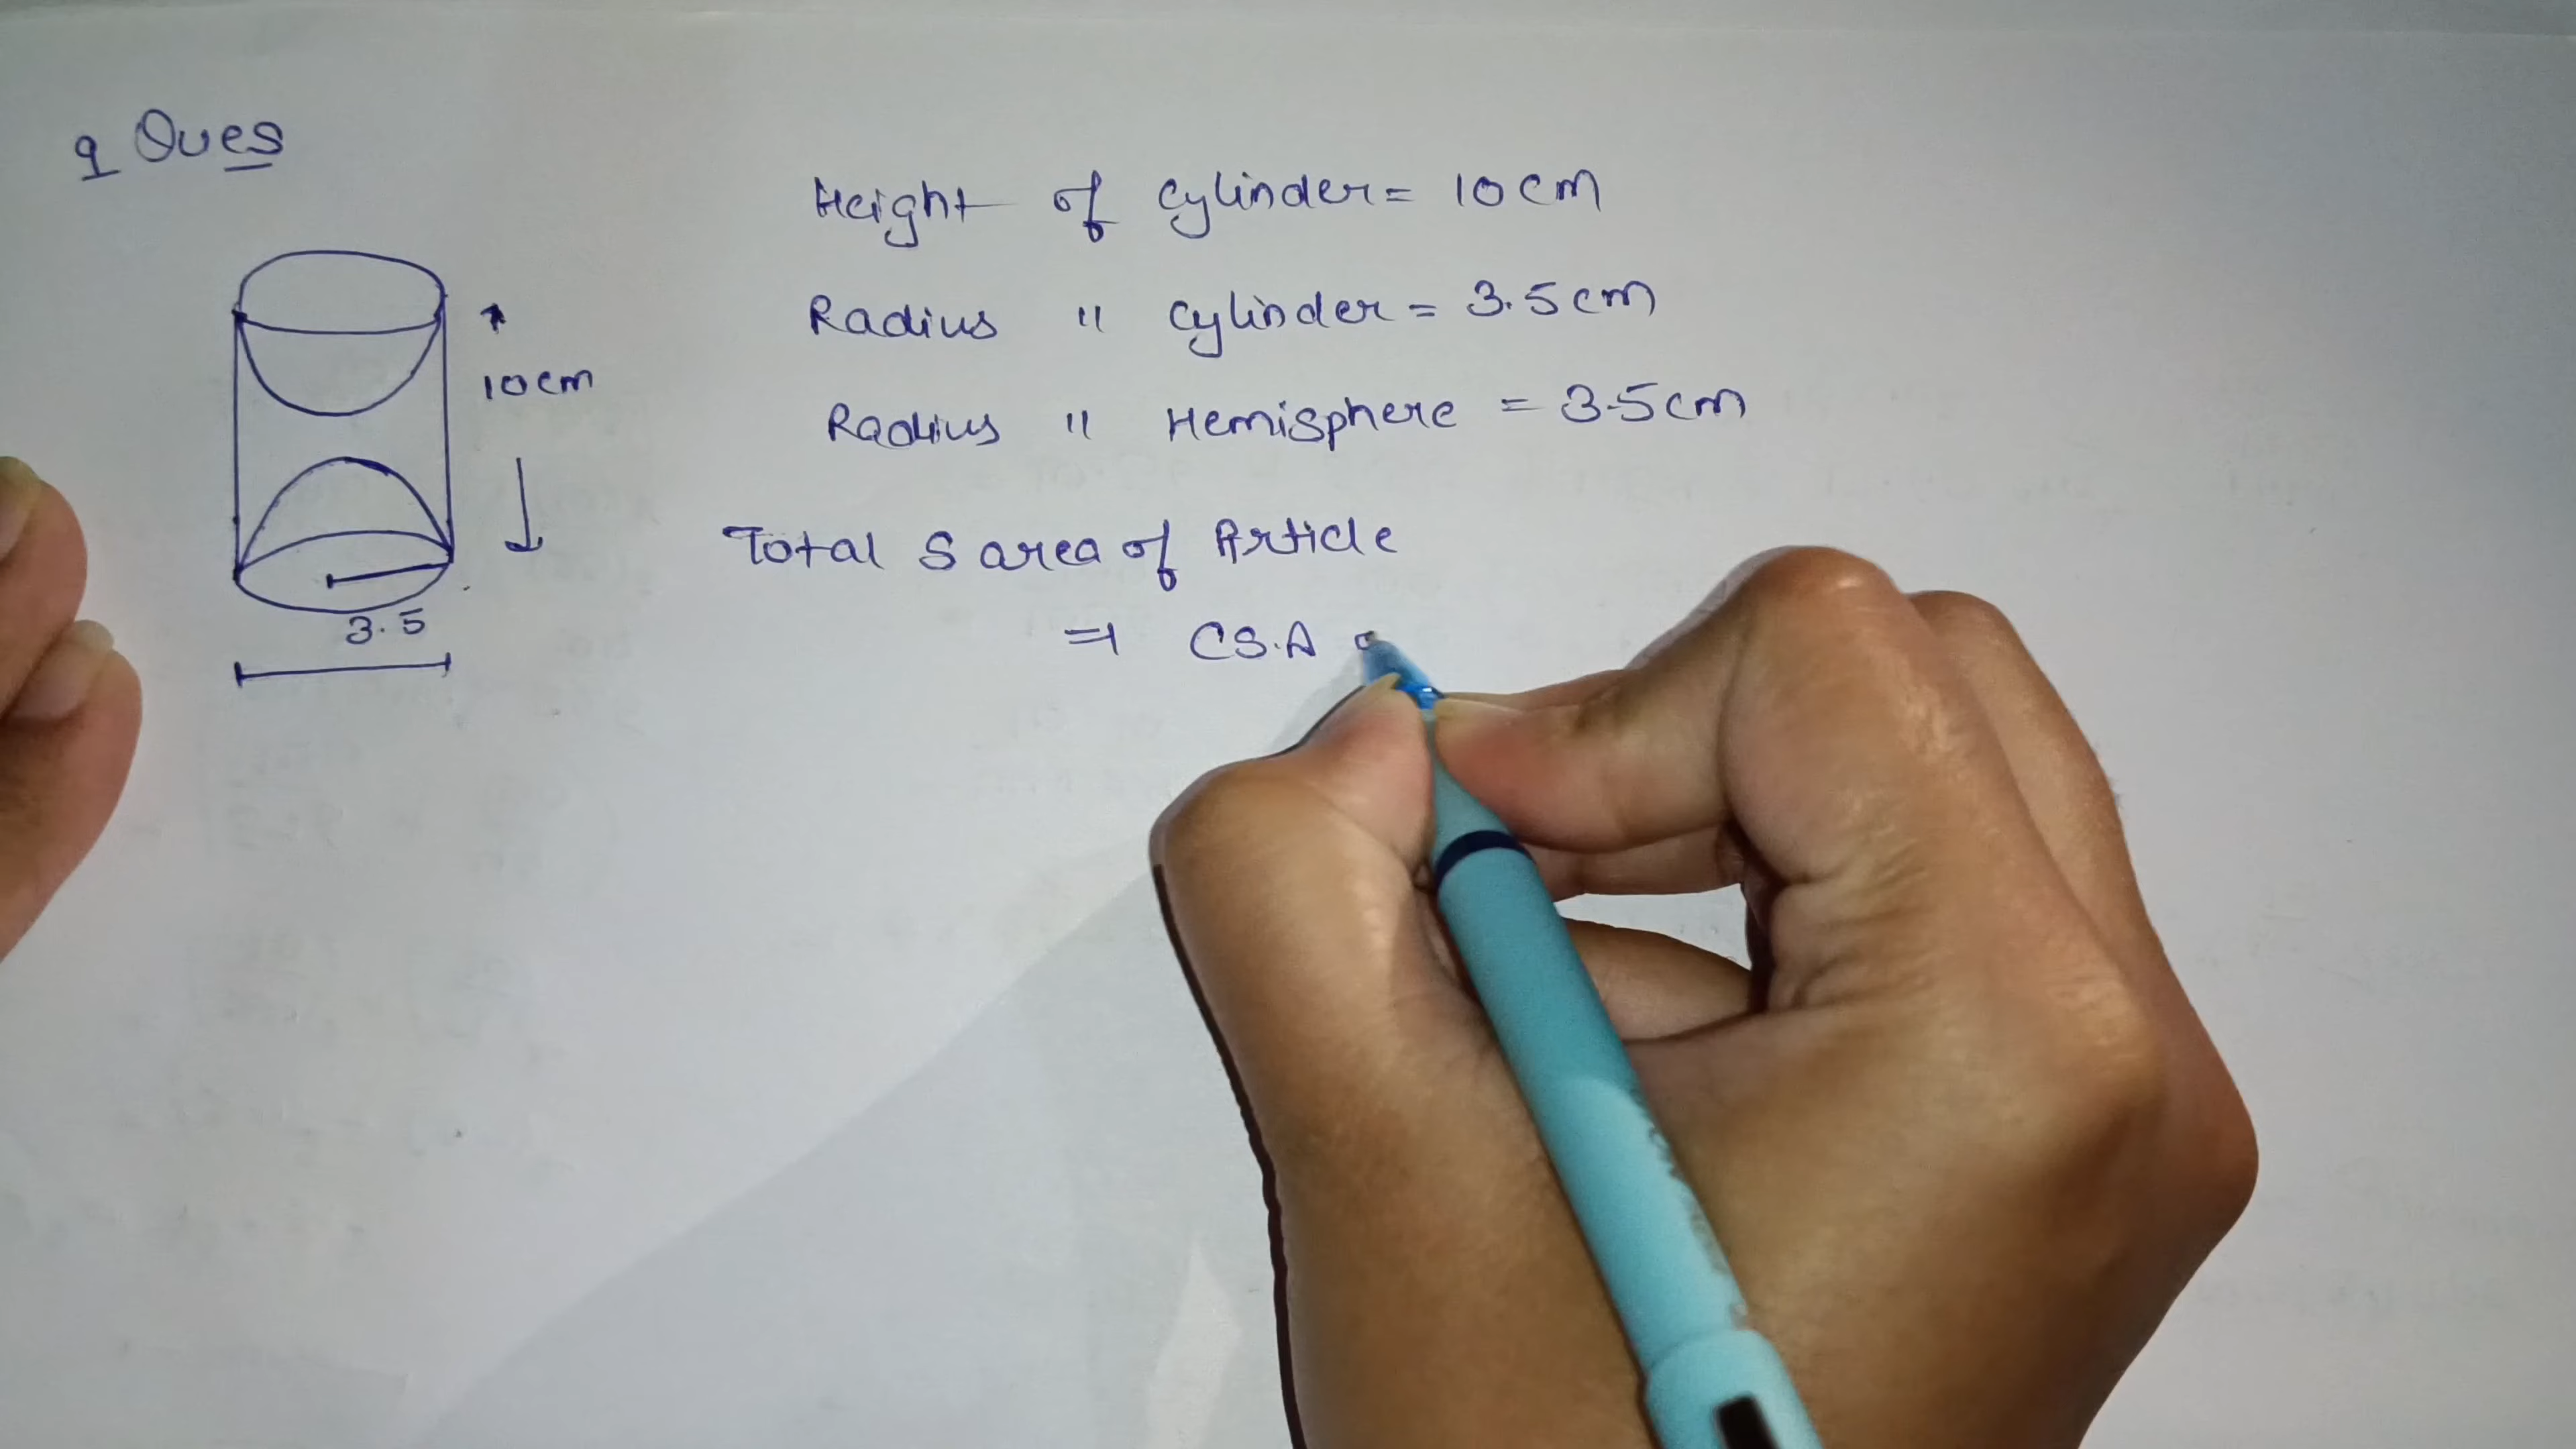 9 Ques
Height of cylinder = 10 cm
Radius " cylinder = 3.5 cm
Radius " Hemisphere = 3.5 cm
10 cm
Total S area of Article
3.5
⇒ CS.A